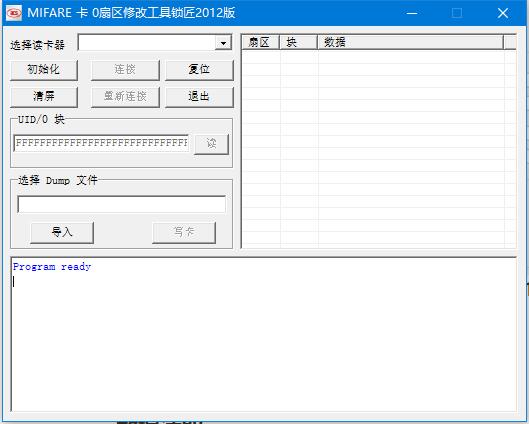 MIFARE 卡 0扇区修改工具锁匠2012版
选择读卡器
初始化 连接 复位
清屏 重新连接 退出
UID/0 块
FFFFFFFFFFFFFFFFFFFFFFFFFFFFF 读
选择 Dump 文件
导入 写卡
扇区 块 数据
Program ready